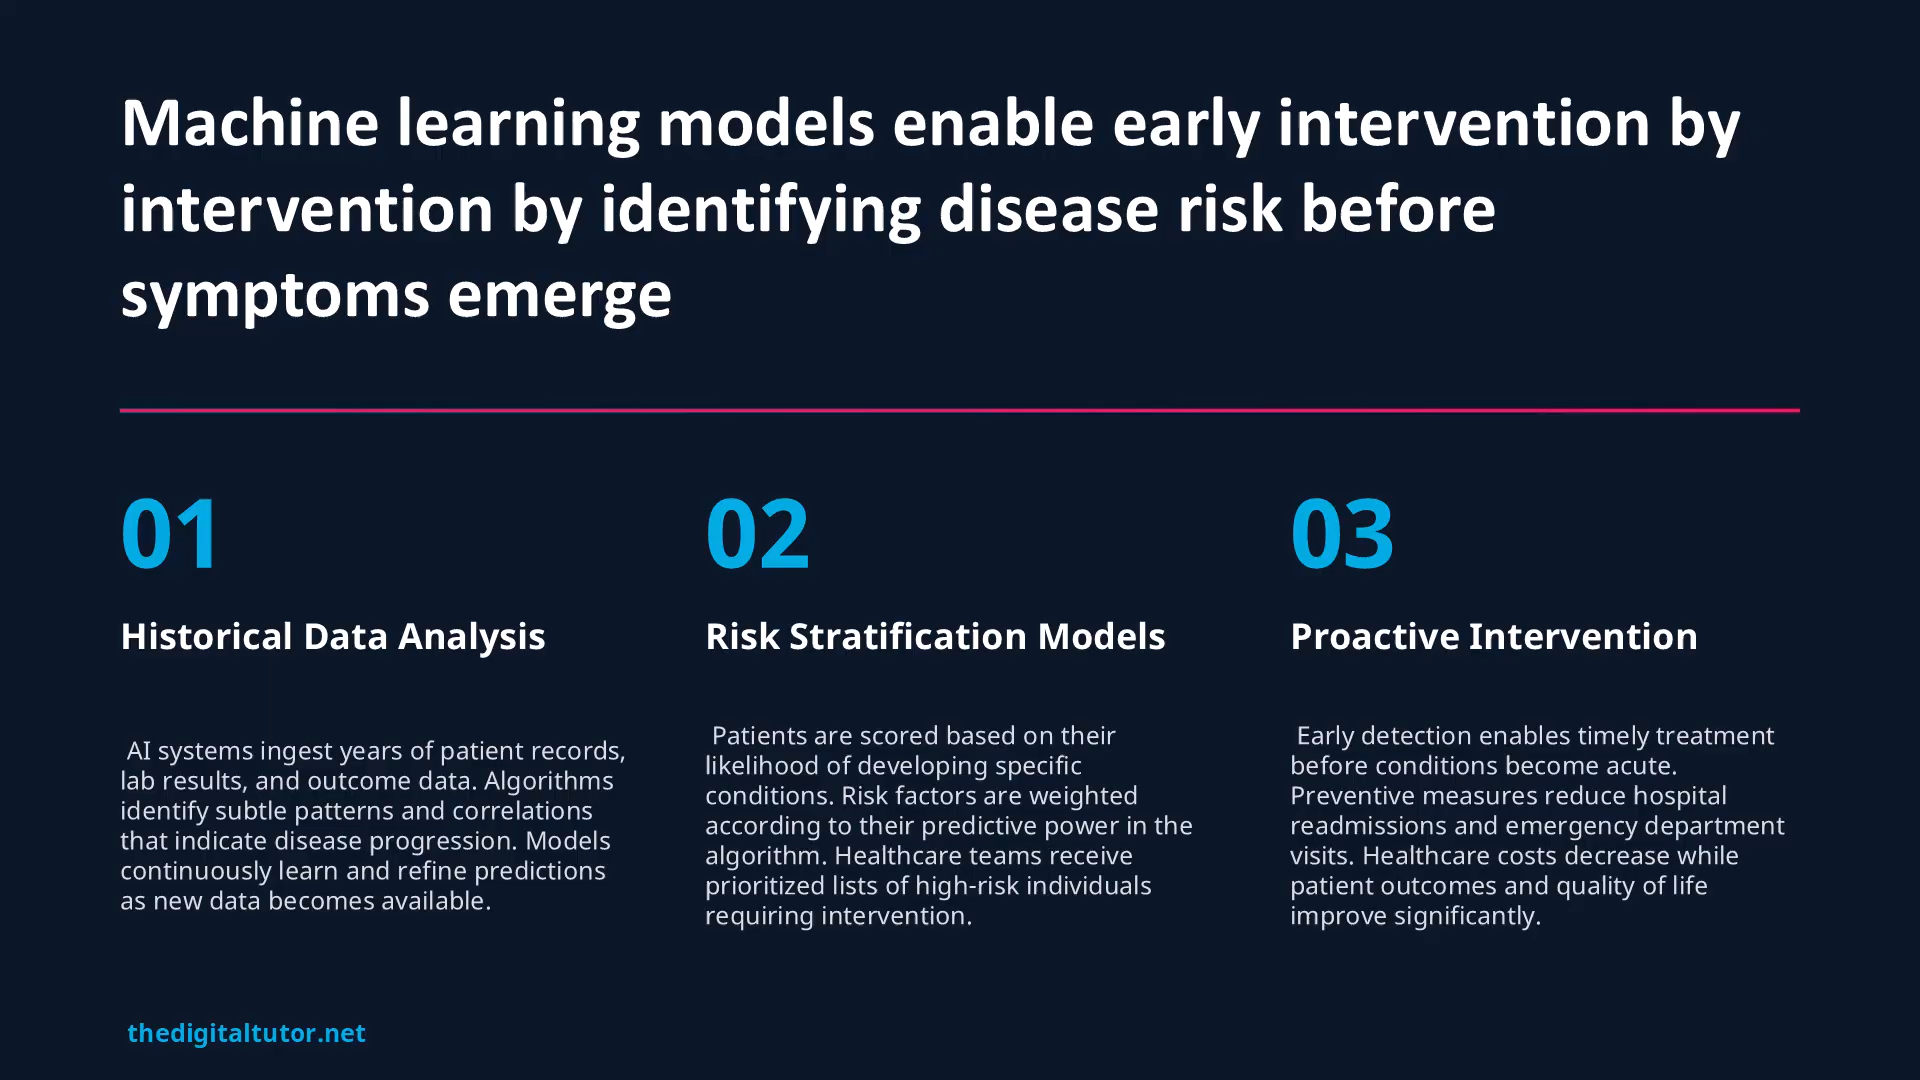 Machine learning models enable early intervention by
intervention by identifying disease risk before
symptoms emerge
01
Historical Data Analysis
AI systems ingest years of patient records,
lab results, and outcome data. Algorithms
identify subtle patterns and correlations
that indicate disease progression. Models
continuously learn and refine predictions
as new data becomes available.
02
Risk Stratification Models
Patients are scored based on their
likelihood of developing specific
conditions. Risk factors are weighted
according to their predictive power in the
algorithm. Healthcare teams receive
prioritized lists of high-risk individuals
requiring intervention.
03
Proactive Intervention
Early detection enables timely treatment
before conditions become acute.
Preventive measures reduce hospital
readmissions and emergency department
visits. Healthcare costs decrease while
patient outcomes and quality of life
improve significantly.
thedigitaltutor.net